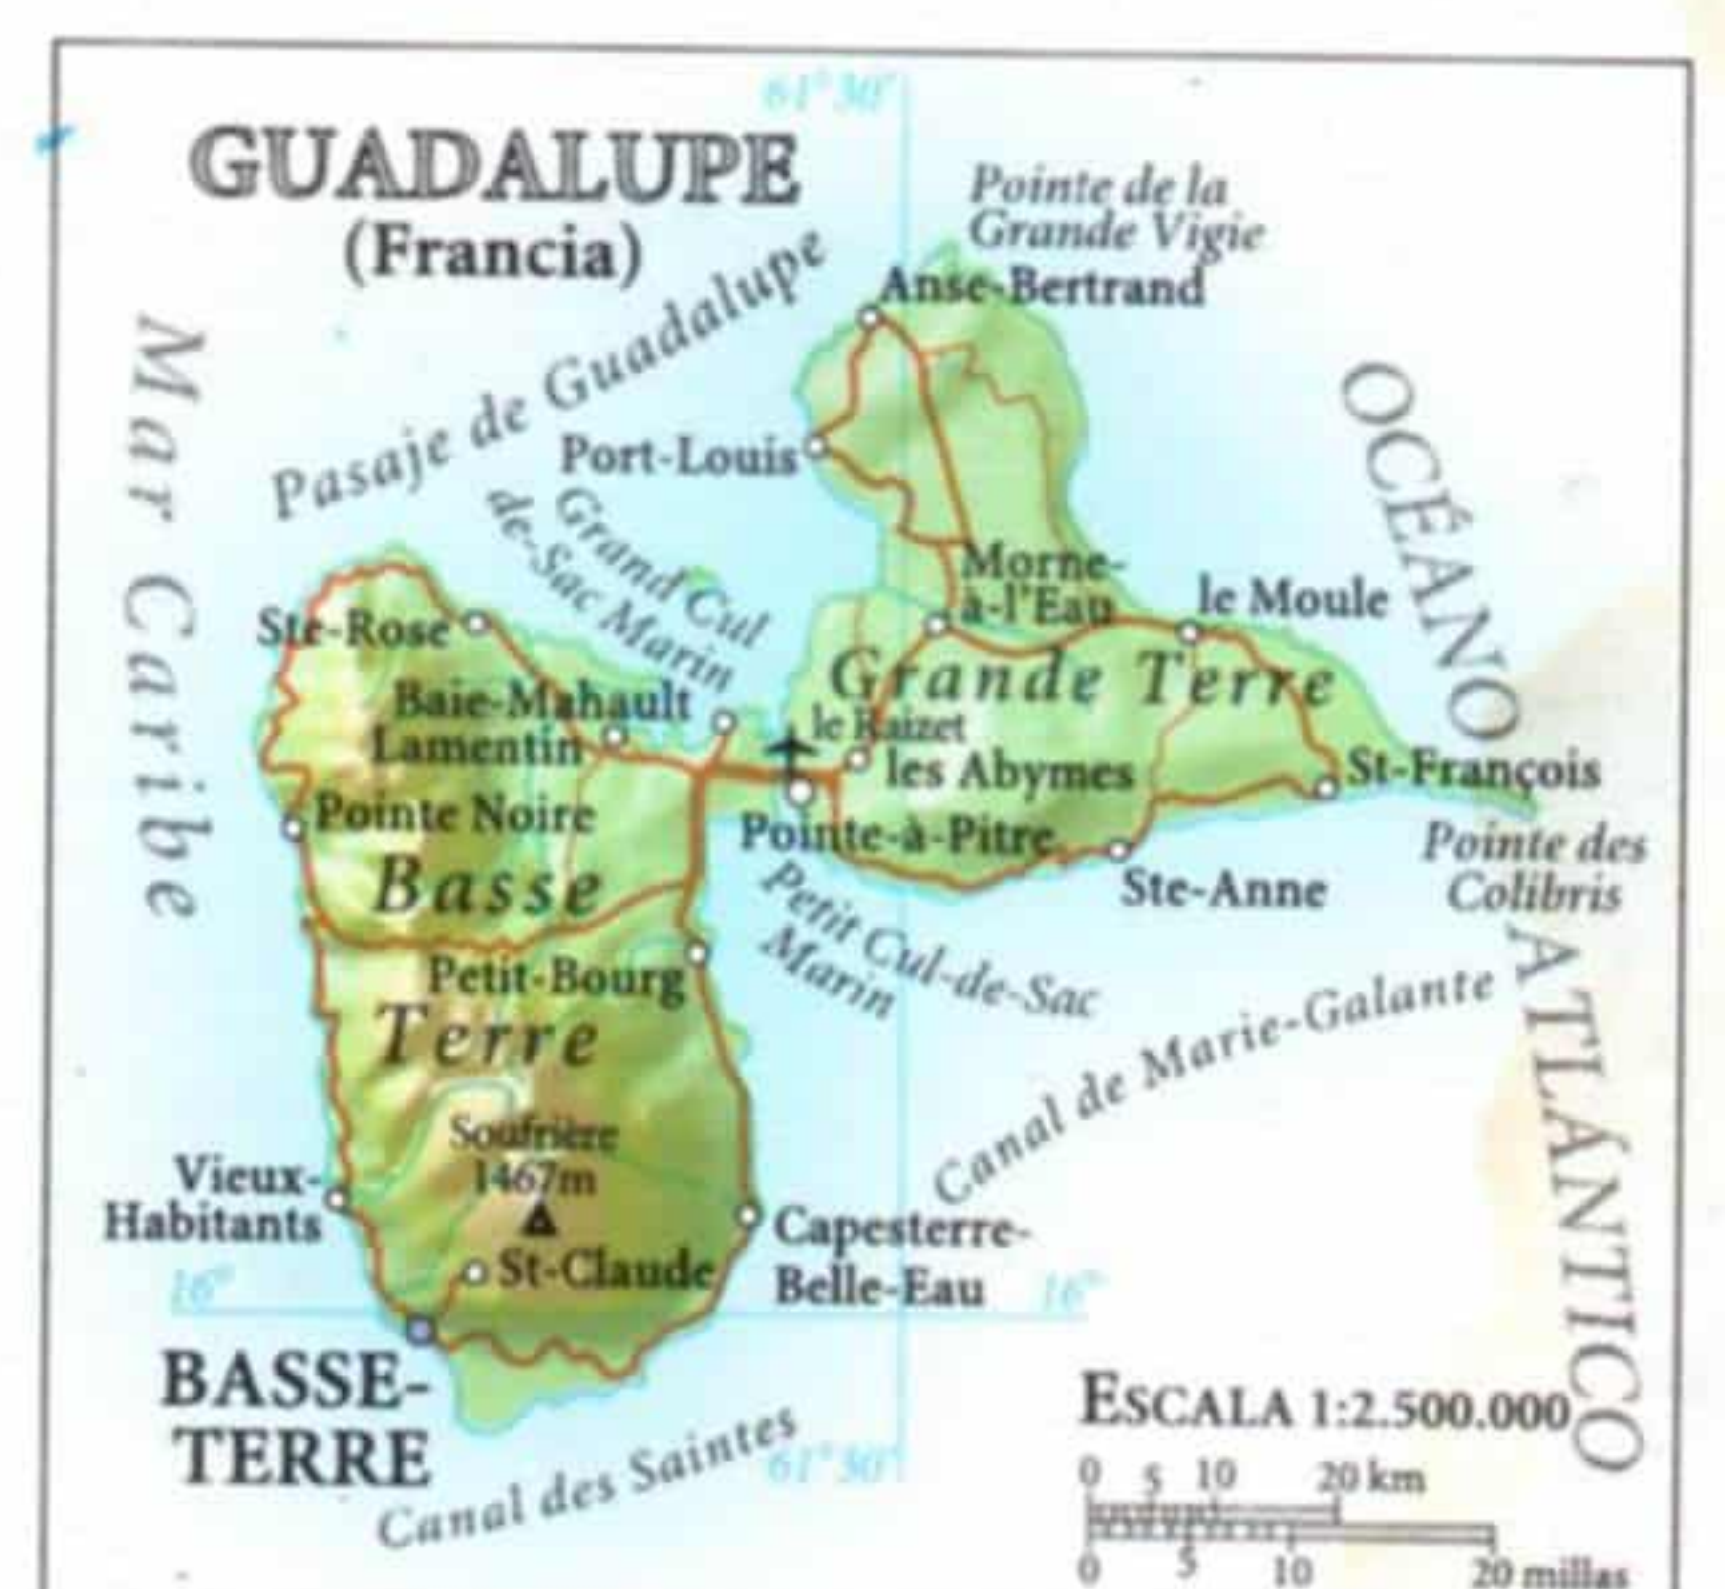 61°30'
GUADALUPE
(Francia)
Pointe de la
Grande Vigie
Anse-Bertrand
Pasaje de Guadalupe
Mar Caribe
OCÉANO ATLÁNTICO
Port-Louis
Grand Cul
de-Sac Marin
Morne-
à-l'Eau
le Moule
Ste-Rose
Grande Terre
Baie-Mahault
le Raizet
Lamentin
les Abymes
St-François
Pointe Noire
Pointe-à-Pitre
Pointe des
Colibris
Basse
Terre
Ste-Anne
Petit Cul-de-Sac
Marin
Petit-Bourg
Canal de Marie-Galante
Soufrière
1467m
Vieux-
Habitants
Capesterre-
Belle-Eau
St-Claude
16°
16°
BASSE-
TERRE
Canal des Saintes
61°30'
ESCALA 1:2.500.000
0 5 10 20 km
0 5 10 20 millas